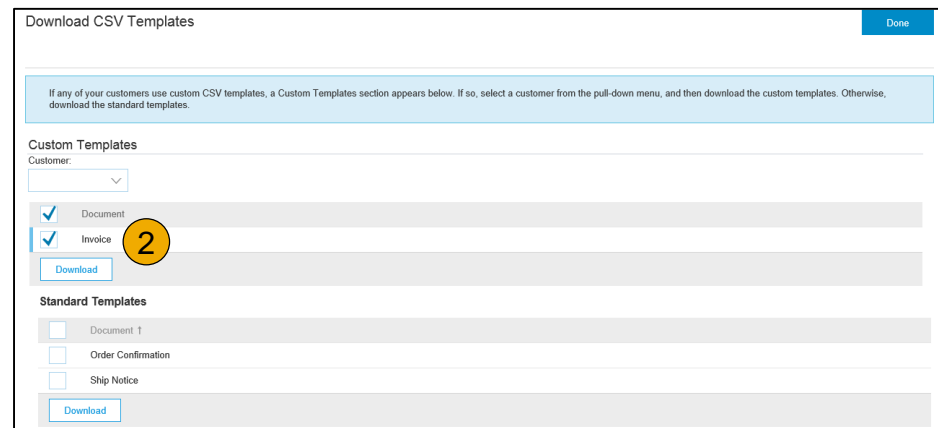 Download CSV Templates
Done
If any of your customers use custom CSV templates, a Custom Templates section appears below. If so, select a customer from the pull-down menu, and then download the custom templates. Otherwise,
download the standard templates.
Custom Templates
Customer:
Document
Invoice
2
Download
Standard Templates
Document ↑
Order Confirmation
Ship Notice
Download